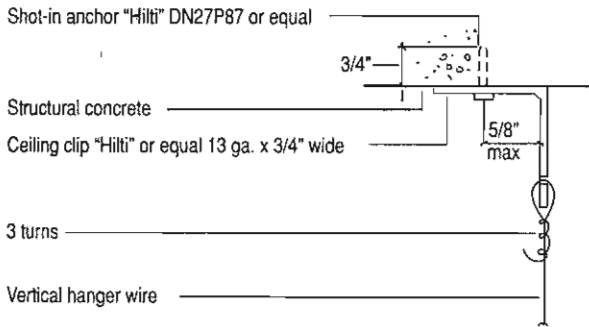 Shot-in anchor “Hilti” DN27P87 or equal
3/4"
Structural concrete
Ceiling clip “Hilti” or equal 13 ga. x 3/4" wide
5/8"
max
3 turns
Vertical hanger wire